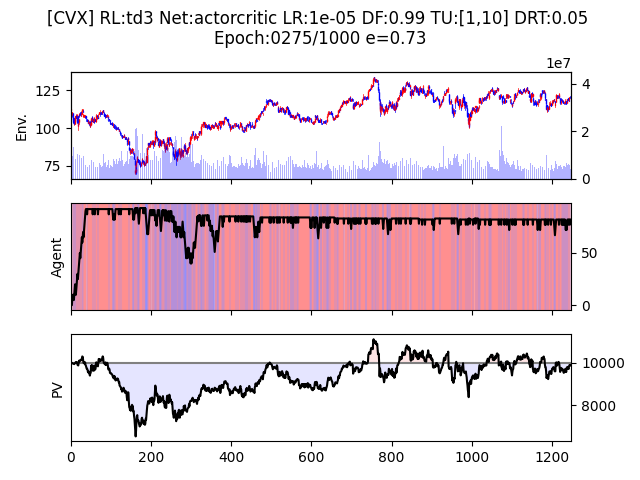 [CVX] RL:td3 Net:actorcritic LR:1e-05 DF:0.99 TU:[1,10] DRT:0.05
Epoch:0275/1000 e=0.73
1e7
125
100
75
Env.
4
2
0
Agent
50
0
PV
10000
8000
0 200 400 600 800 1000 1200